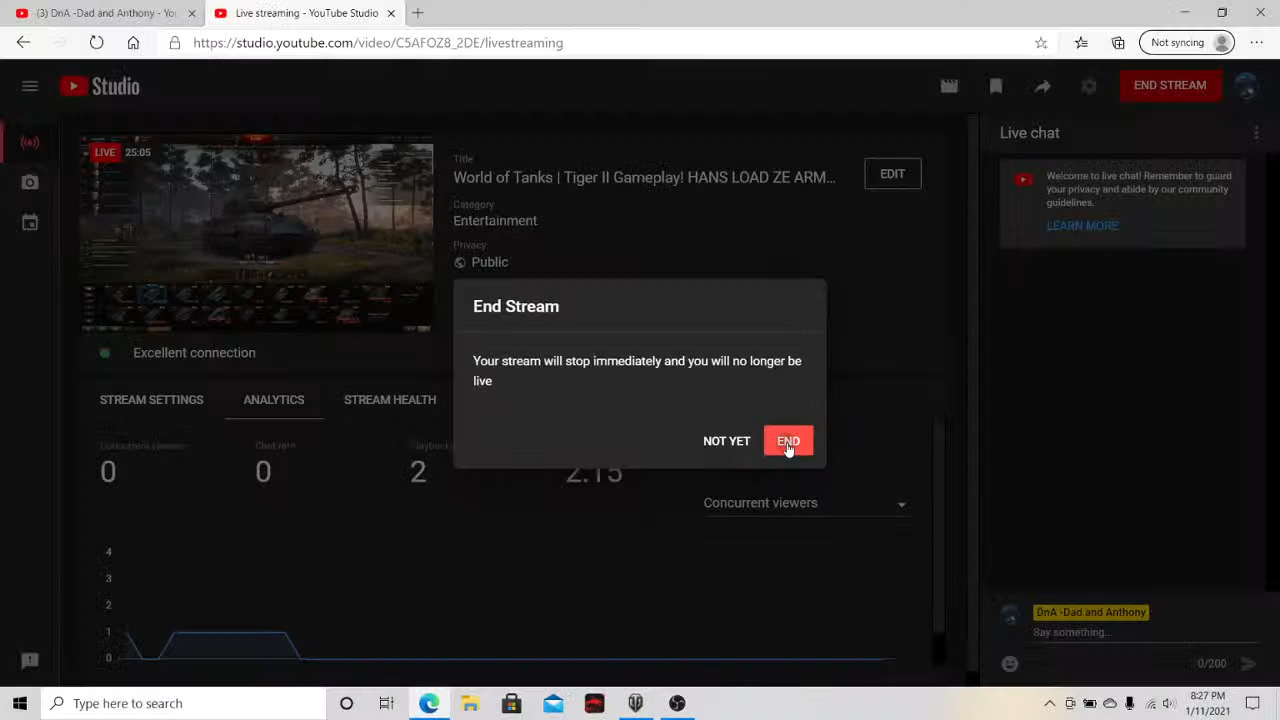 (3) DnA -Dad and Anthony - You
Live streaming - YouTube Studio
https://studio.youtube.com/video/C5AFOZ8_2DE/livestreaming
Not syncing
Studio
END STREAM
LIVE 25:05
Title
World of Tanks | Tiger II Gameplay! HANS LOAD ZE ARM...
EDIT
Category
Entertainment
Privacy
Public
Excellent connection
End Stream
Your stream will stop immediately and you will no longer be
live
NOT YET
END
STREAM SETTINGS
ANALYTICS
STREAM HEALTH
Chat rate
0
0
2
2:15
Concurrent viewers
4
3
2
1
0
Live chat
Welcome to live chat! Remember to guard
your privacy and abide by our community
guidelines.
LEARN MORE
DnA -Dad and Anthony
Say something...
0/200
Type here to search
8:27 PM
1/11/2021